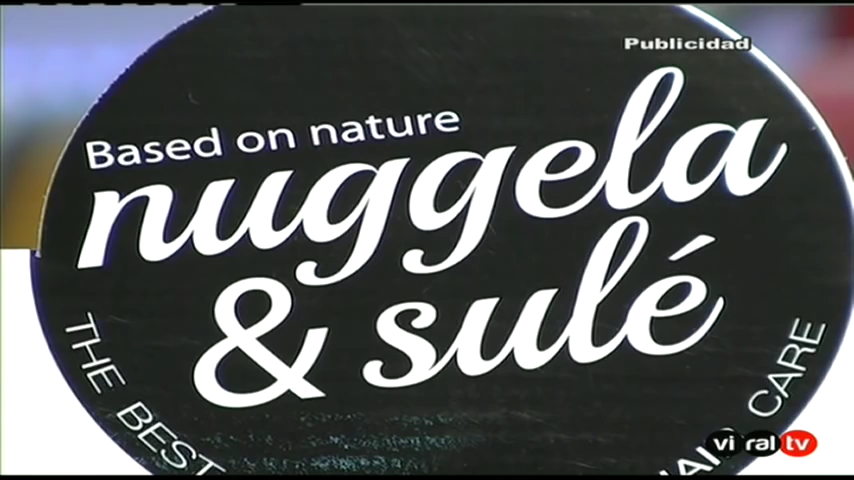 Publicidad
Based on nature
nuggela
& sulé
THE BEST
CARE
viraltv